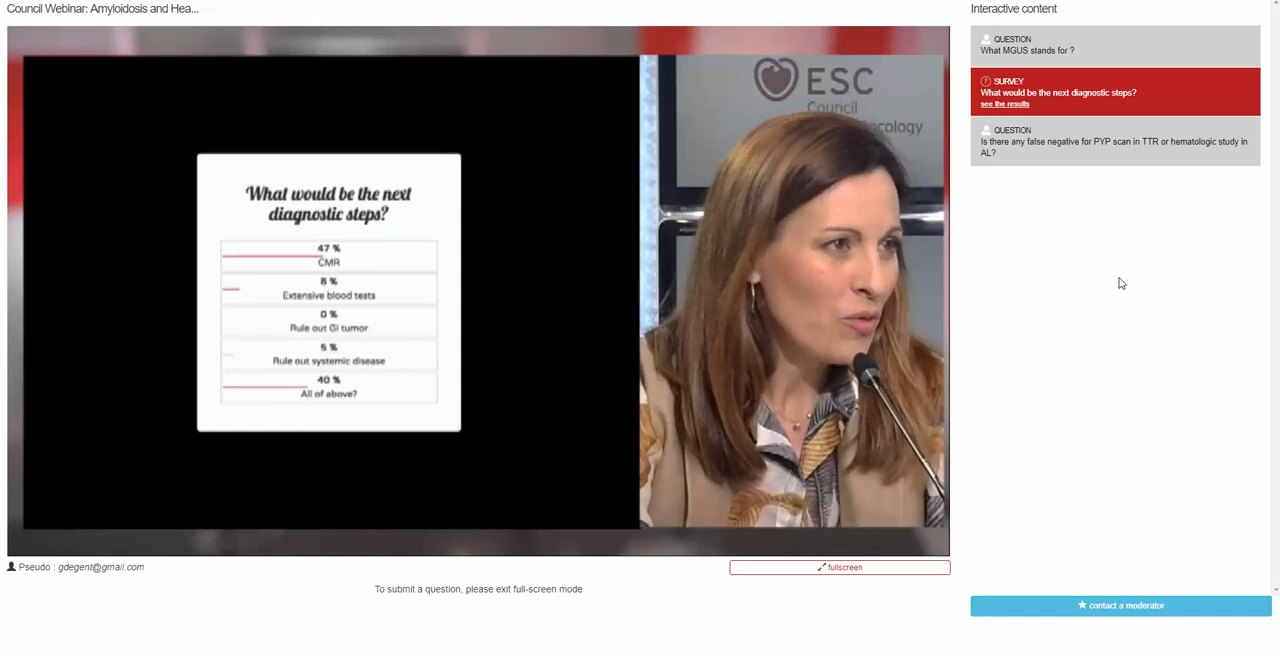 Council Webinar: Amyloidosis and Hea...
Interactive content
ESC
Council
ncology
What would be the next
diagnostic steps?
47 %
CMR
8 %
Extensive blood tests
0 %
Rule out GI tumor
5 %
Rule out systemic disease
40 %
All of above?
QUESTION
What MGUS stands for ?
SURVEY
What would be the next diagnostic steps?
see the results
QUESTION
Is there any false negative for PYP scan in TTR or hematologic study in
AL?
Pseudo : gdegent@gmail.com
fullscreen
To submit a question, please exit full-screen mode
contact a moderator